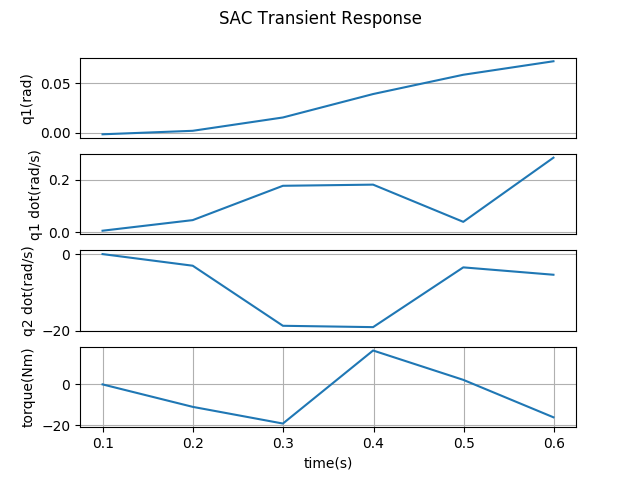 SAC Transient Response
q1(rad)
0.05
0.00
q1 dot(rad/s)
0.2
0.0
q2 dot(rad/s)
0
−20
torque(Nm)
0
−20
0.1 0.2 0.3 0.4 0.5 0.6
time(s)